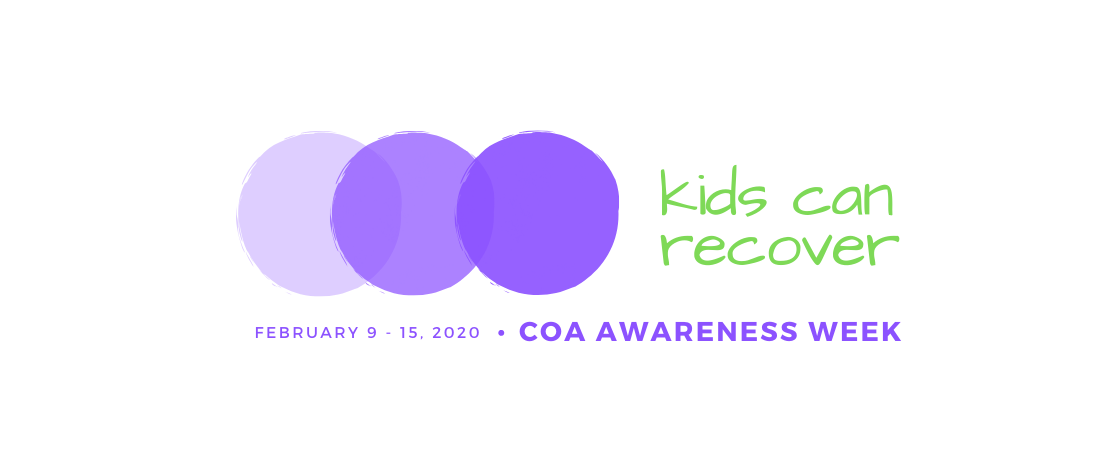 kids can
recover
FEBRUARY 9 - 15, 2020 • COA AWARENESS WEEK